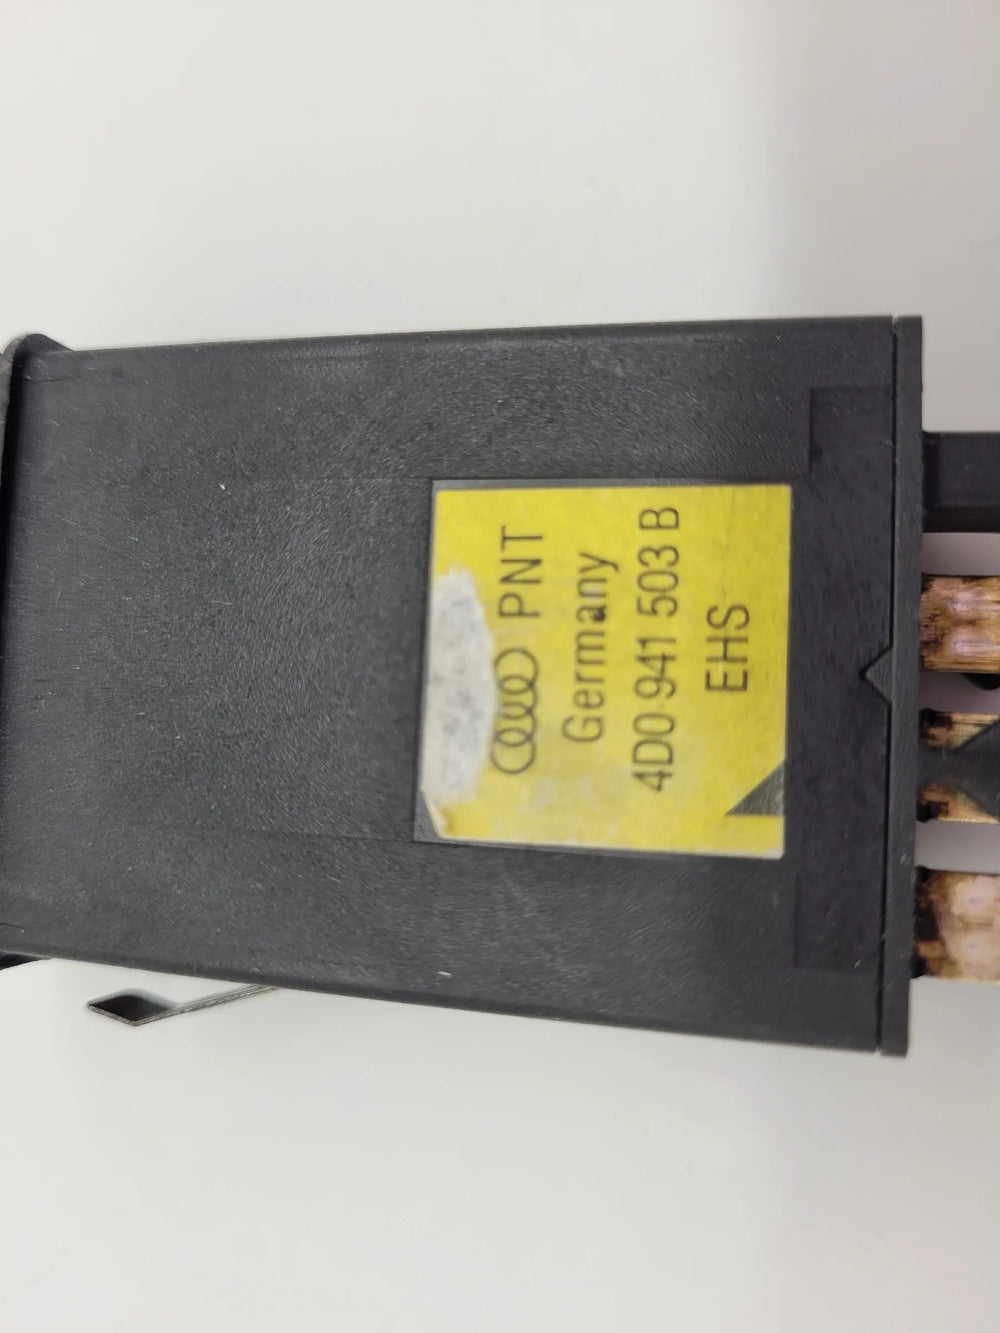 PNT
Germany
4D0 941 503 B
EHS